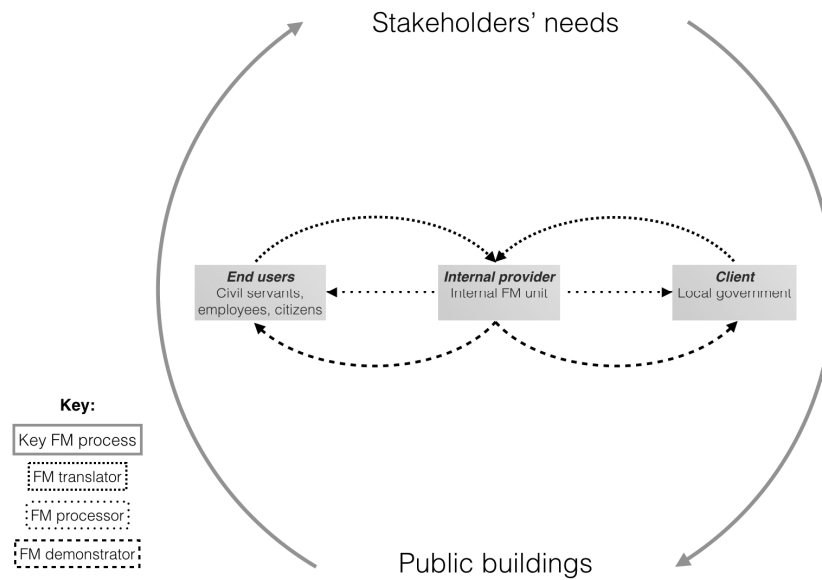 Stakeholders' needs
End users
Civil servants,
employees, citizens
Internal provider
Internal FM unit
Client
Local government
Key:
Key FM process
FM translator
FM processor
FM demonstrator
Public buildings